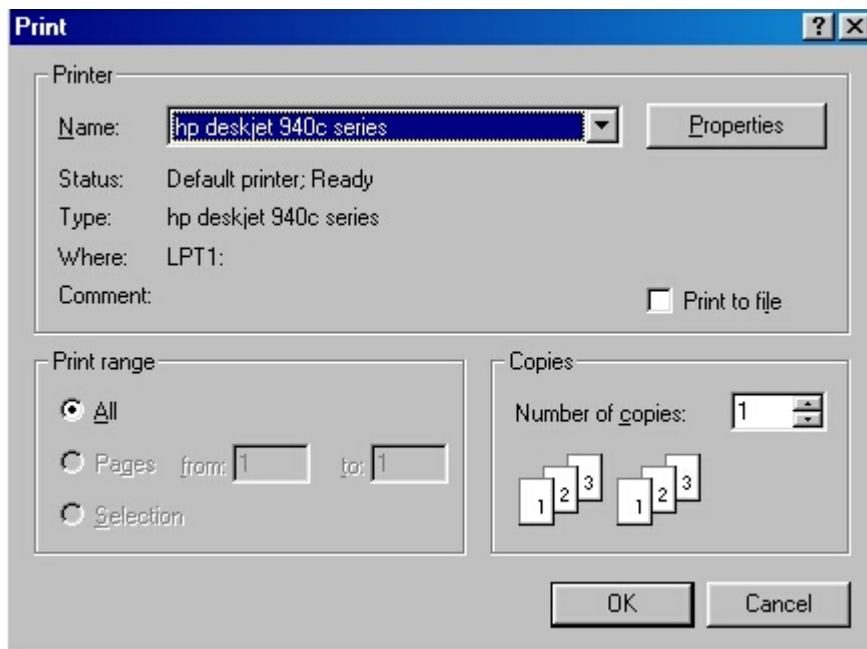 Print
Printer
Name: hp deskjet 940c series Properties
Status: Default printer; Ready
Type: hp deskjet 940c series
Where: LPT1:
Comment: Print to file
Print range
All
Pages from: 1 to: 1
Selection
Copies
Number of copies: 1
1 2 3 1 2 3
OK Cancel